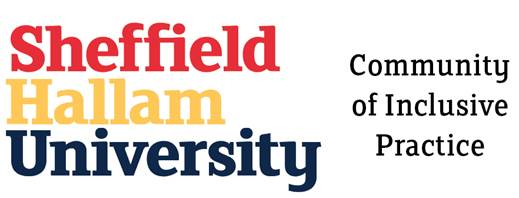 Sheffield
Hallam
University
Community
of Inclusive
Practice